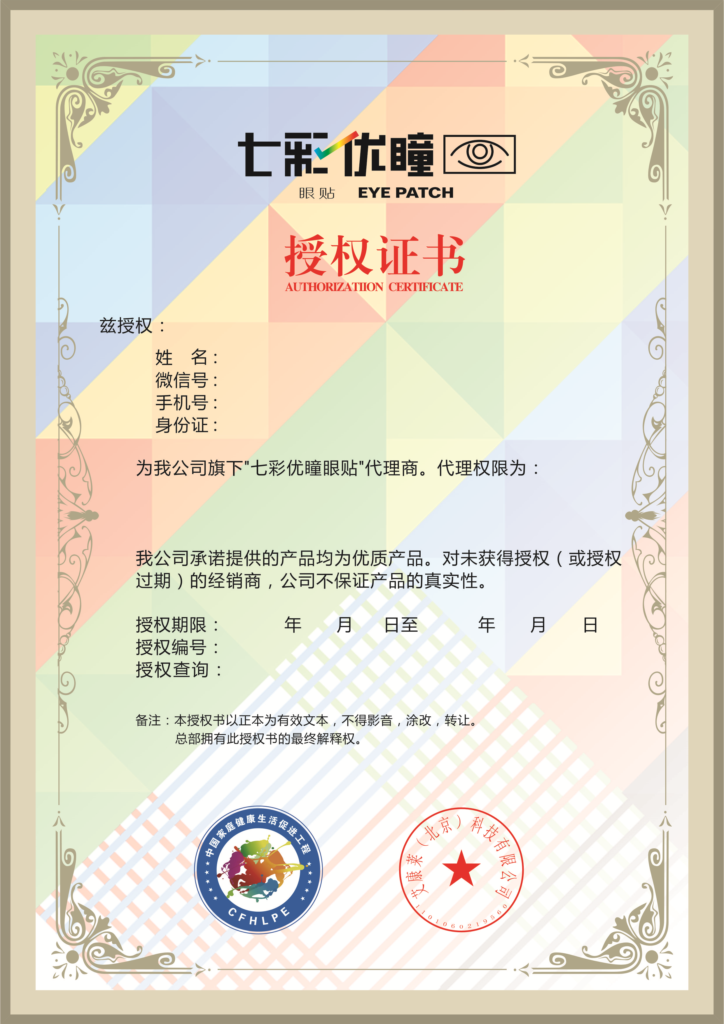 七彩优瞳
眼贴 EYE PATCH
授权证书
AUTHORIZATIION CERTIFICATE
兹授权：
姓 名：
微信号：
手机号：
身份证：
为我公司旗下"七彩优瞳眼贴"代理商。代理权限为：
我公司承诺提供的产品均为优质产品。对未获得授权（或授权
过期）的经销商，公司不保证产品的真实性。
授权期限： 年 月 日至 年 月 日
授权编号：
授权查询：
备注：本授权书以正本为有效文本，不得影音，涂改，转让。
总部拥有此授权书的最终解释权。
中国家庭健康生活促进工程
CFHLPE
艾康莱（北京）科技有限公司